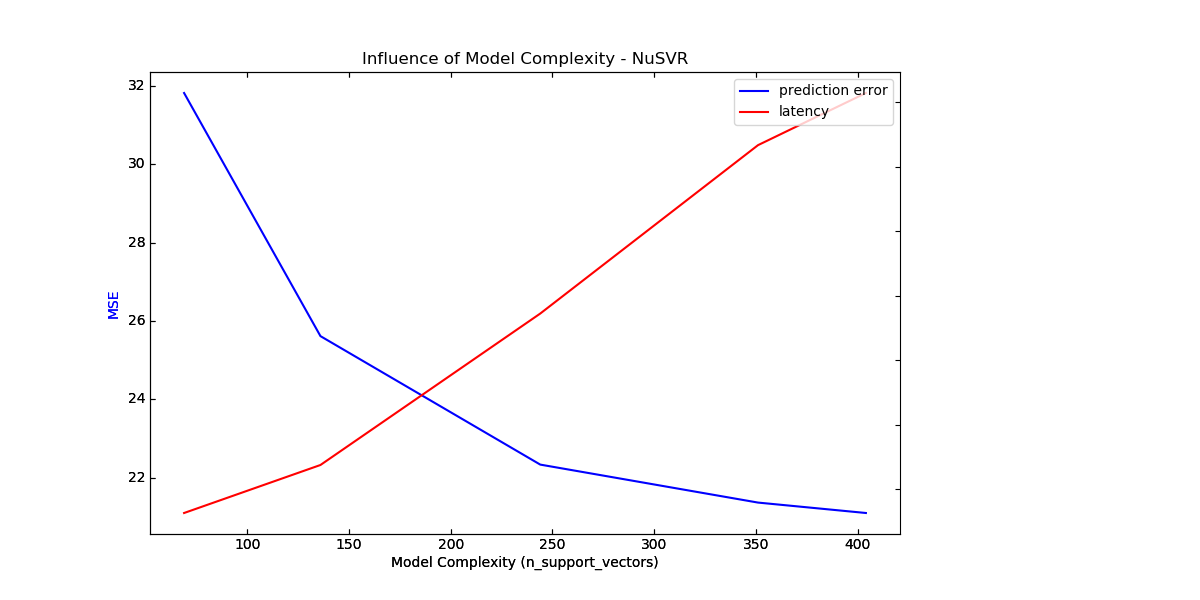 Influence of Model Complexity - NuSVR
prediction error
latency
32
30
28
26
24
22
MSE
100 150 200 250 300 350 400
Model Complexity (n_support_vectors)